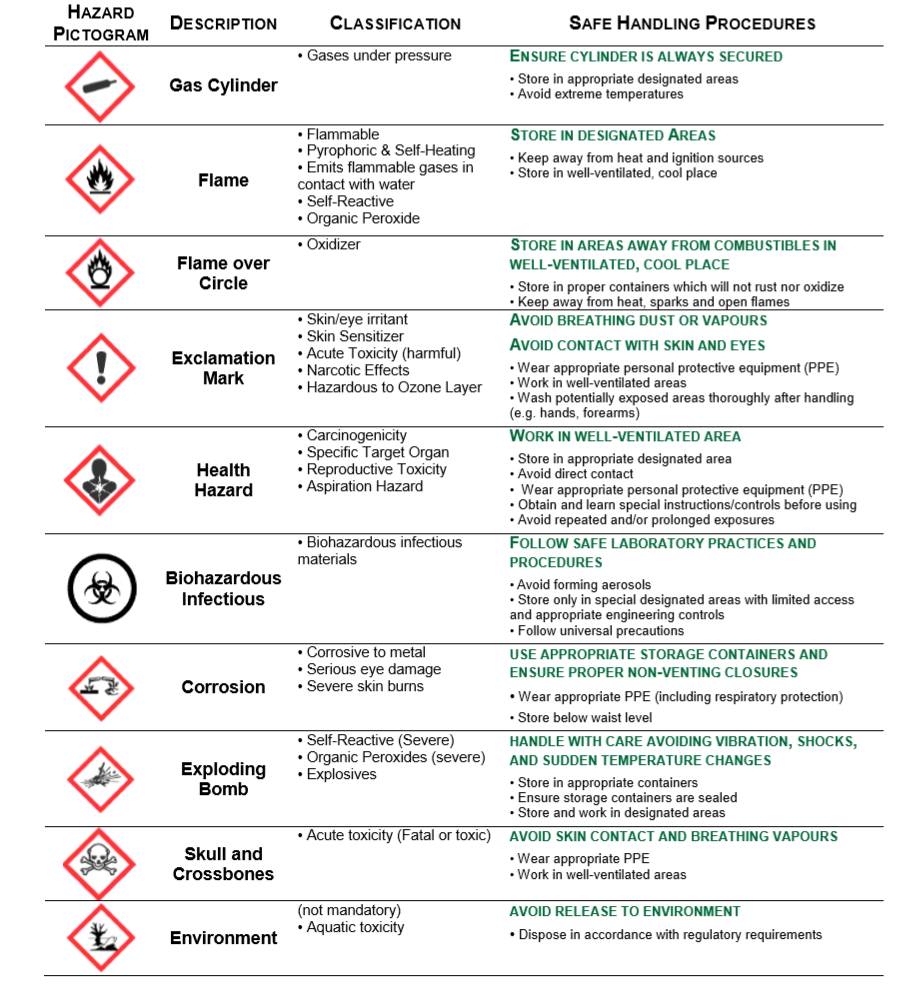 HAZARD PICTOGRAM DESCRIPTION CLASSIFICATION SAFE HANDLING PROCEDURES
Gas Cylinder
• Gases under pressure
ENSURE CYLINDER IS ALWAYS SECURED
• Store in appropriate designated areas
• Avoid extreme temperatures
Flame
• Flammable
• Pyrophoric & Self-Heating
• Emits flammable gases in
contact with water
• Self-Reactive
• Organic Peroxide
STORE IN DESIGNATED AREAS
• Keep away from heat and ignition sources
• Store in well-ventilated, cool place
Flame over
Circle
• Oxidizer
STORE IN AREAS AWAY FROM COMBUSTIBLES IN
WELL-VENTILATED, COOL PLACE
• Store in proper containers which will not rust nor oxidize
• Keep away from heat, sparks and open flames
Exclamation
Mark
• Skin/eye irritant
• Skin Sensitizer
• Acute Toxicity (harmful)
• Narcotic Effects
• Hazardous to Ozone Layer
AVOID BREATHING DUST OR VAPOURS
AVOID CONTACT WITH SKIN AND EYES
• Wear appropriate personal protective equipment (PPE)
• Work in well-ventilated areas
• Wash potentially exposed areas thoroughly after handling
(e.g. hands, forearms)
Health
Hazard
• Carcinogenicity
• Specific Target Organ
• Reproductive Toxicity
• Aspiration Hazard
WORK IN WELL-VENTILATED AREA
• Store in appropriate designated area
• Avoid direct contact
• Wear appropriate personal protective equipment (PPE)
• Obtain and learn special instructions/controls before using
• Avoid repeated and/or prolonged exposures
Biohazardous
Infectious
• Biohazardous infectious
materials
FOLLOW SAFE LABORATORY PRACTICES AND
PROCEDURES
• Avoid forming aerosols
• Store only in special designated areas with limited access
and appropriate engineering controls
• Follow universal precautions
Corrosion
• Corrosive to metal
• Serious eye damage
• Severe skin burns
USE APPROPRIATE STORAGE CONTAINERS AND
ENSURE PROPER NON-VENTING CLOSURES
• Wear appropriate PPE (including respiratory protection)
• Store below waist level
Exploding
Bomb
• Self-Reactive (Severe)
• Organic Peroxides (severe)
• Explosives
HANDLE WITH CARE AVOIDING VIBRATION, SHOCKS,
AND SUDDEN TEMPERATURE CHANGES
• Store in appropriate containers
• Ensure storage containers are sealed
• Store and work in designated areas
Skull and
Crossbones
• Acute toxicity (Fatal or toxic)
AVOID SKIN CONTACT AND BREATHING VAPOURS
• Wear appropriate PPE
• Work in well-ventilated areas
Environment
(not mandatory)
• Aquatic toxicity
AVOID RELEASE TO ENVIRONMENT
• Dispose in accordance with regulatory requirements